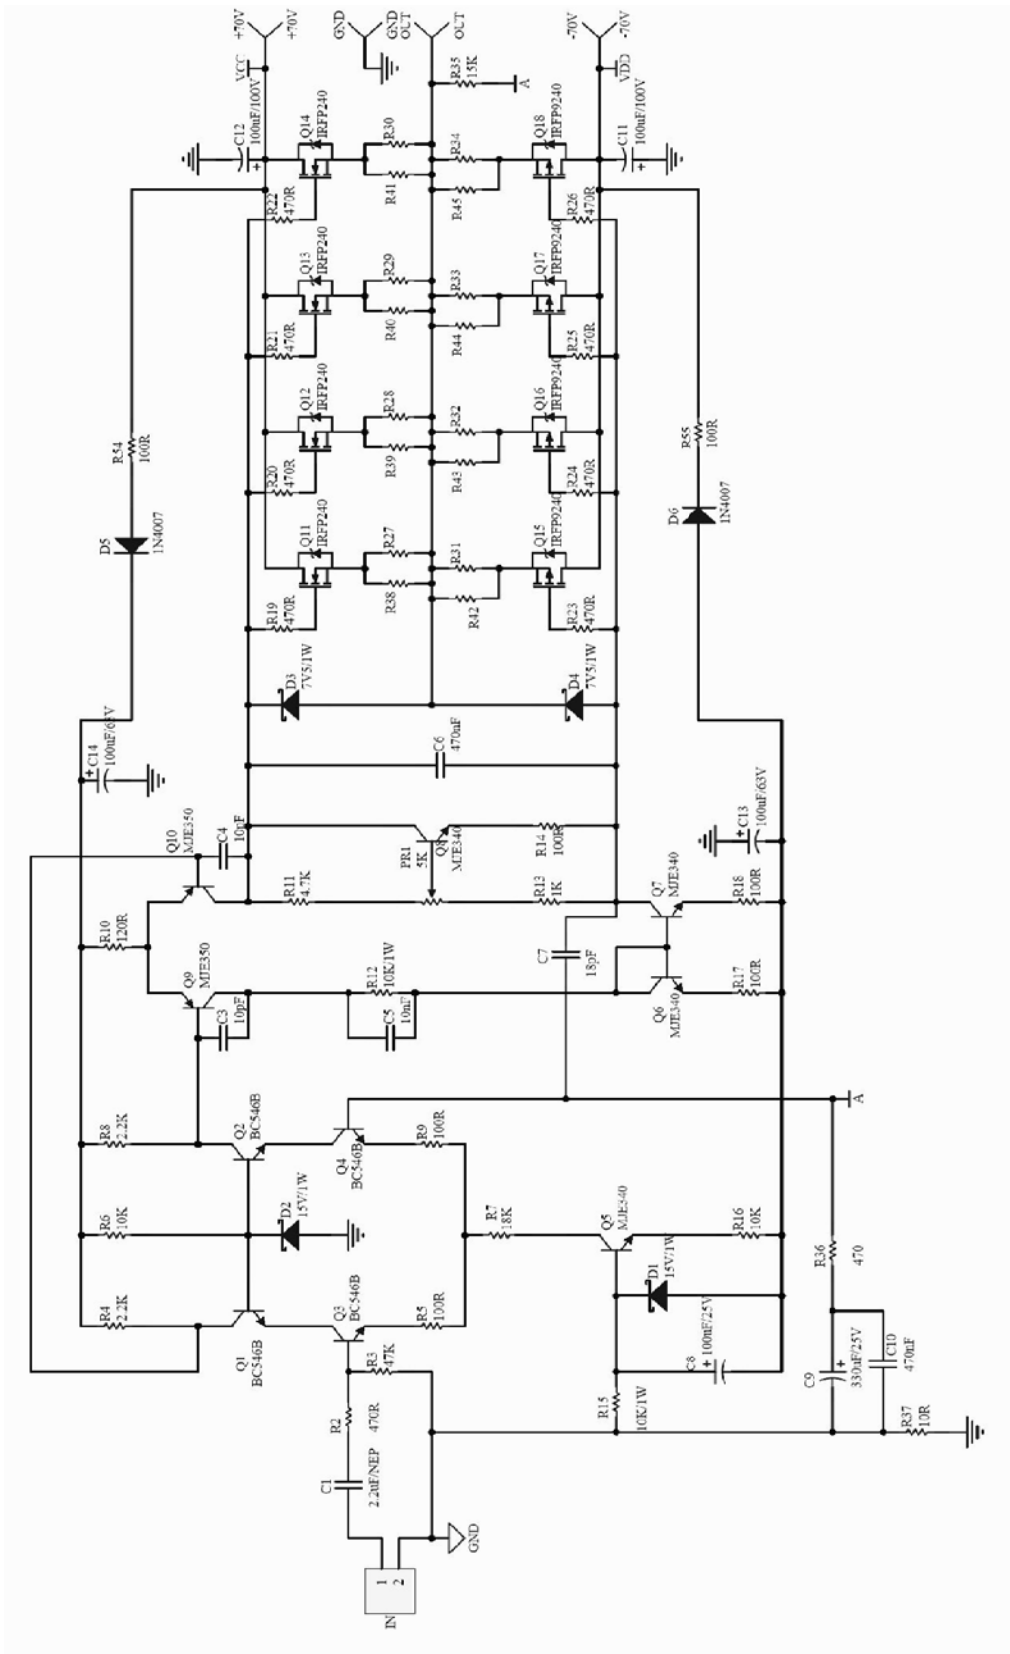 +70V
+70V
GND
GND
OUT
OUT
-70V
-70V
VCC
VDD
R35
15K
A
C12
100uF/100V
Q14
IRFP240
R30
R41
R34
R45
Q18
IRFP9240
C11
100uF/100V
R22
470R
R26
470R
Q13
IRFP240
R29
R40
R33
R44
Q17
IRFP9240
R21
470R
R25
470R
R54
100R
Q12
IRFP240
R28
R39
R32
R43
Q16
IRFP9240
R55
100R
R20
470R
R24
470R
D5
1N4007
Q11
IRFP240
R27
R38
R31
R42
Q15
IRFP9240
D6
1N4007
R19
470R
R23
470R
D3
7V5/1W
D4
7V5/1W
C14
100uF/63V
C6
470nF
Q10
MJE350
C4
10pF
PR1
5K
Q8
MJE340
R14
100R
C13
100uF/63V
R10
120R
R11
4.7K
R13
1K
Q7
MJE340
R18
100R
Q9
MJE350
C3
10pF
R12
10K/1W
C5
10nF
C7
18pF
Q6
MJE340
R17
100R
R8
2.2K
Q2
BC546B
Q4
BC546B
R9
100R
A
R6
10K
D2
15V/1W
R7
18K
Q5
MJE340
R16
10K
R36
470
R4
2.2K
Q1
BC546B
Q3
BC546B
R5
100R
D1
15V/1W
R3
47K
C8
100nF/25V
C9
330uF/25V
C10
470nF
R2
470R
R15
10K/1W
R37
10R
C1
2.2uF/NEP
GND
1
2
IN